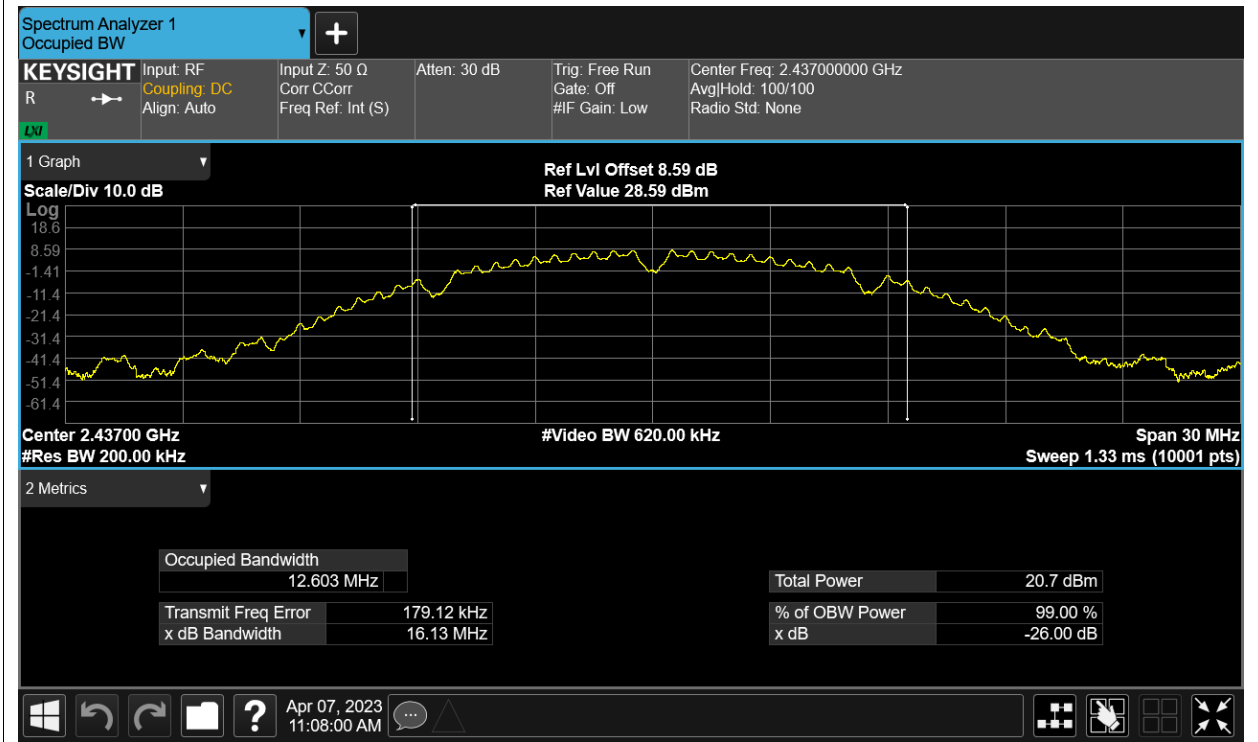 Spectrum Analyzer 1
Occupied BW
KEYSIGHT
R
LXI
Input: RF
Coupling: DC
Align: Auto
Input Z: 50 Ω
Corr CCorr
Freq Ref: Int (S)
Atten: 30 dB
Trig: Free Run
Gate: Off
#IF Gain: Low
Center Freq: 2.437000000 GHz
Avg|Hold: 100/100
Radio Std: None
1 Graph
Scale/Div 10.0 dB
Ref Lvl Offset 8.59 dB
Ref Value 28.59 dBm
Log
18.6
8.59
-1.41
-11.4
-21.4
-31.4
-41.4
-51.4
-61.4
Center 2.43700 GHz
#Video BW 620.00 kHz
Span 30 MHz
#Res BW 200.00 kHz
Sweep 1.33 ms (10001 pts)
2 Metrics
Occupied Bandwidth
12.603 MHz
Transmit Freq Error 179.12 kHz
x dB Bandwidth 16.13 MHz
Total Power 20.7 dBm
% of OBW Power 99.00 %
x dB -26.00 dB
?
Apr 07, 2023
11:08:00 AM